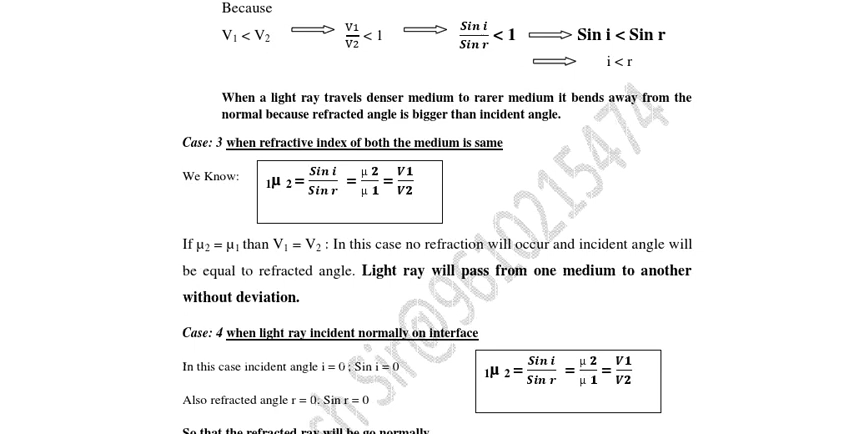 Because
V₁ < V₂ ⇒ V1/V2 < 1 ⇒ Sin i/Sin r < 1 ⇒ Sin i < Sin r
⇒ i < r
When a light ray travels denser medium to rarer medium it bends away from the
normal because refracted angle is bigger than incident angle.
Case: 3 when refractive index of both the medium is same
We Know: ₁µ ₂ = Sin i/Sin r = µ 2/µ 1 = V1/V2
If µ₂ = µ₁ than V₁ = V₂ : In this case no refraction will occur and incident angle will
be equal to refracted angle. Light ray will pass from one medium to another
without deviation.
Case: 4 when light ray incident normally on interface
In this case incident angle i = 0 ; Sin i = 0
₁µ ₂ = Sin i/Sin r = µ 2/µ 1 = V1/V2
Also refracted angle r = 0: Sin r = 0
So that the refracted ray will be go normally
Sir@9610215474